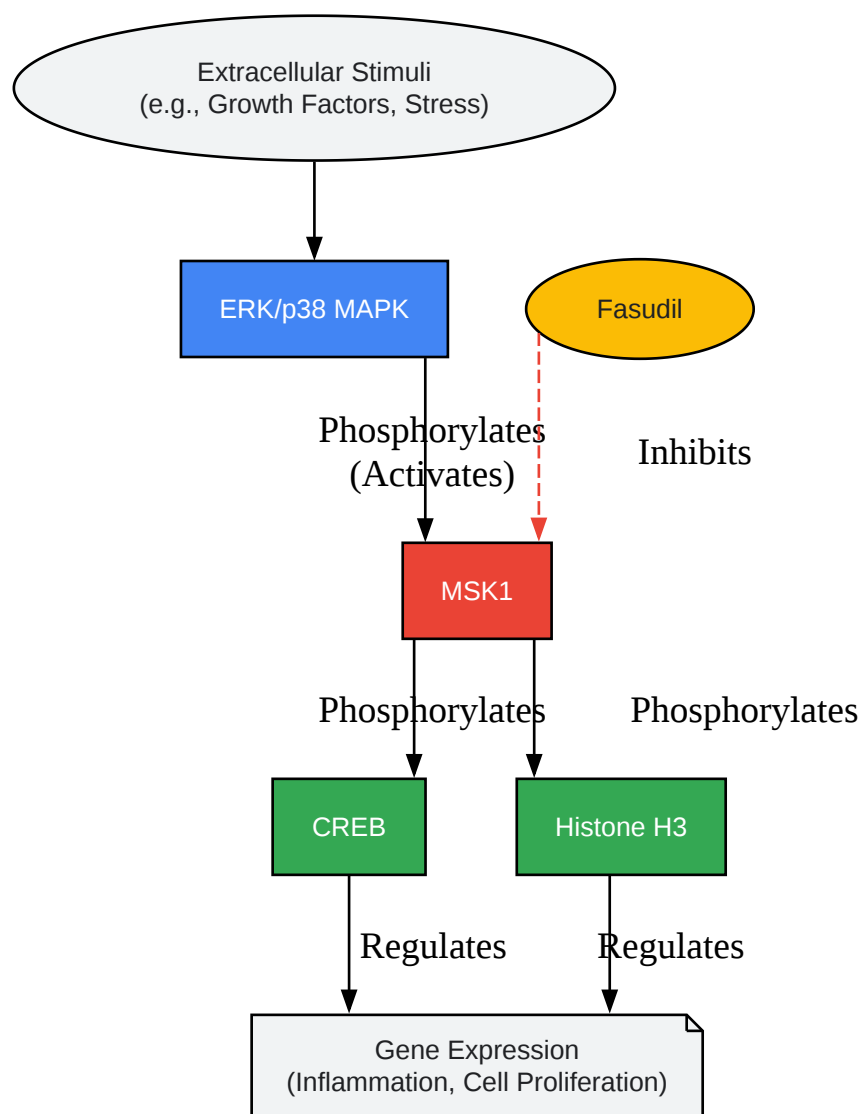 Extracellular Stimuli
(e.g., Growth Factors, Stress)
ERK/p38 MAPK
Fasudil
Phosphorylates
(Activates)
Inhibits
MSK1
Phosphorylates
Phosphorylates
CREB
Histone H3
Regulates
Regulates
Gene Expression
(Inflammation, Cell Proliferation)